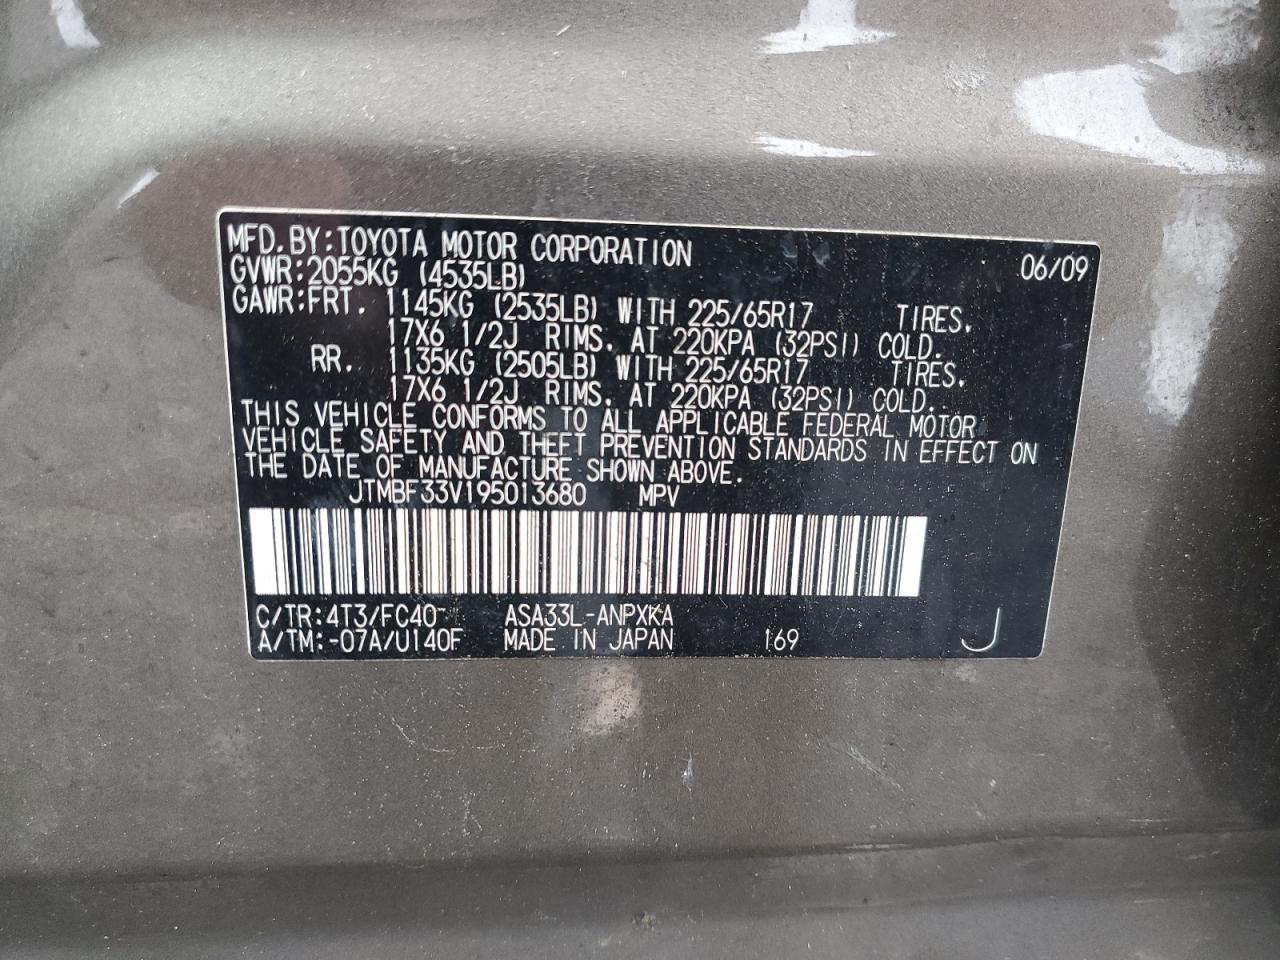 MFD.BY:TOYOTA MOTOR CORPORATION 06/09
GVWR:2055KG (4535LB)
GAWR:FRT. 1145KG (2535LB) WITH 225/65R17 TIRES.
17X6 1/2J RIMS. AT 220KPA (32PSI) COLD.
RR. 1135KG (2505LB) WITH 225/65R17 TIRES.
17X6 1/2J RIMS. AT 220KPA (32PSI) COLD.
THIS VEHICLE CONFORMS TO ALL APPLICABLE FEDERAL MOTOR
VEHICLE SAFETY AND THEFT PREVENTION STANDARDS IN EFFECT ON
THE DATE OF MANUFACTURE SHOWN ABOVE.
JTMBF33V195013680 MPV
C/TR:4T3/FC40 ASA33L-ANPXKA
A/TM:-07A/U140F MADE IN JAPAN 169 J